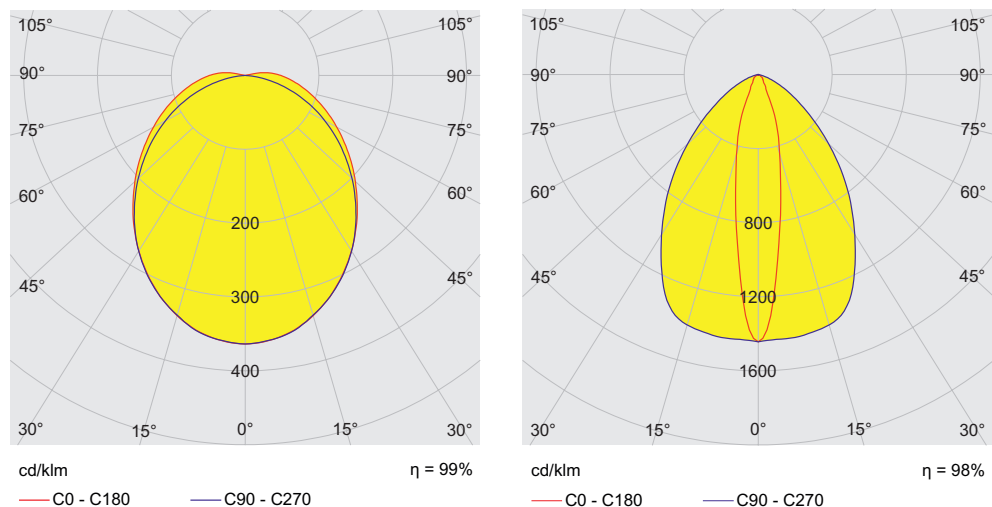 105° 105°
90° 90°
75° 75°
60° 60°
200
45° 45°
300
400
30° 15° 0° 15° 30°
cd/klm η = 99%
C0 - C180 C90 - C270
105° 105°
90° 90°
75° 75°
60° 60°
800
45° 45°
1200
1600
30° 15° 0° 15° 30°
cd/klm η = 98%
C0 - C180 C90 - C270